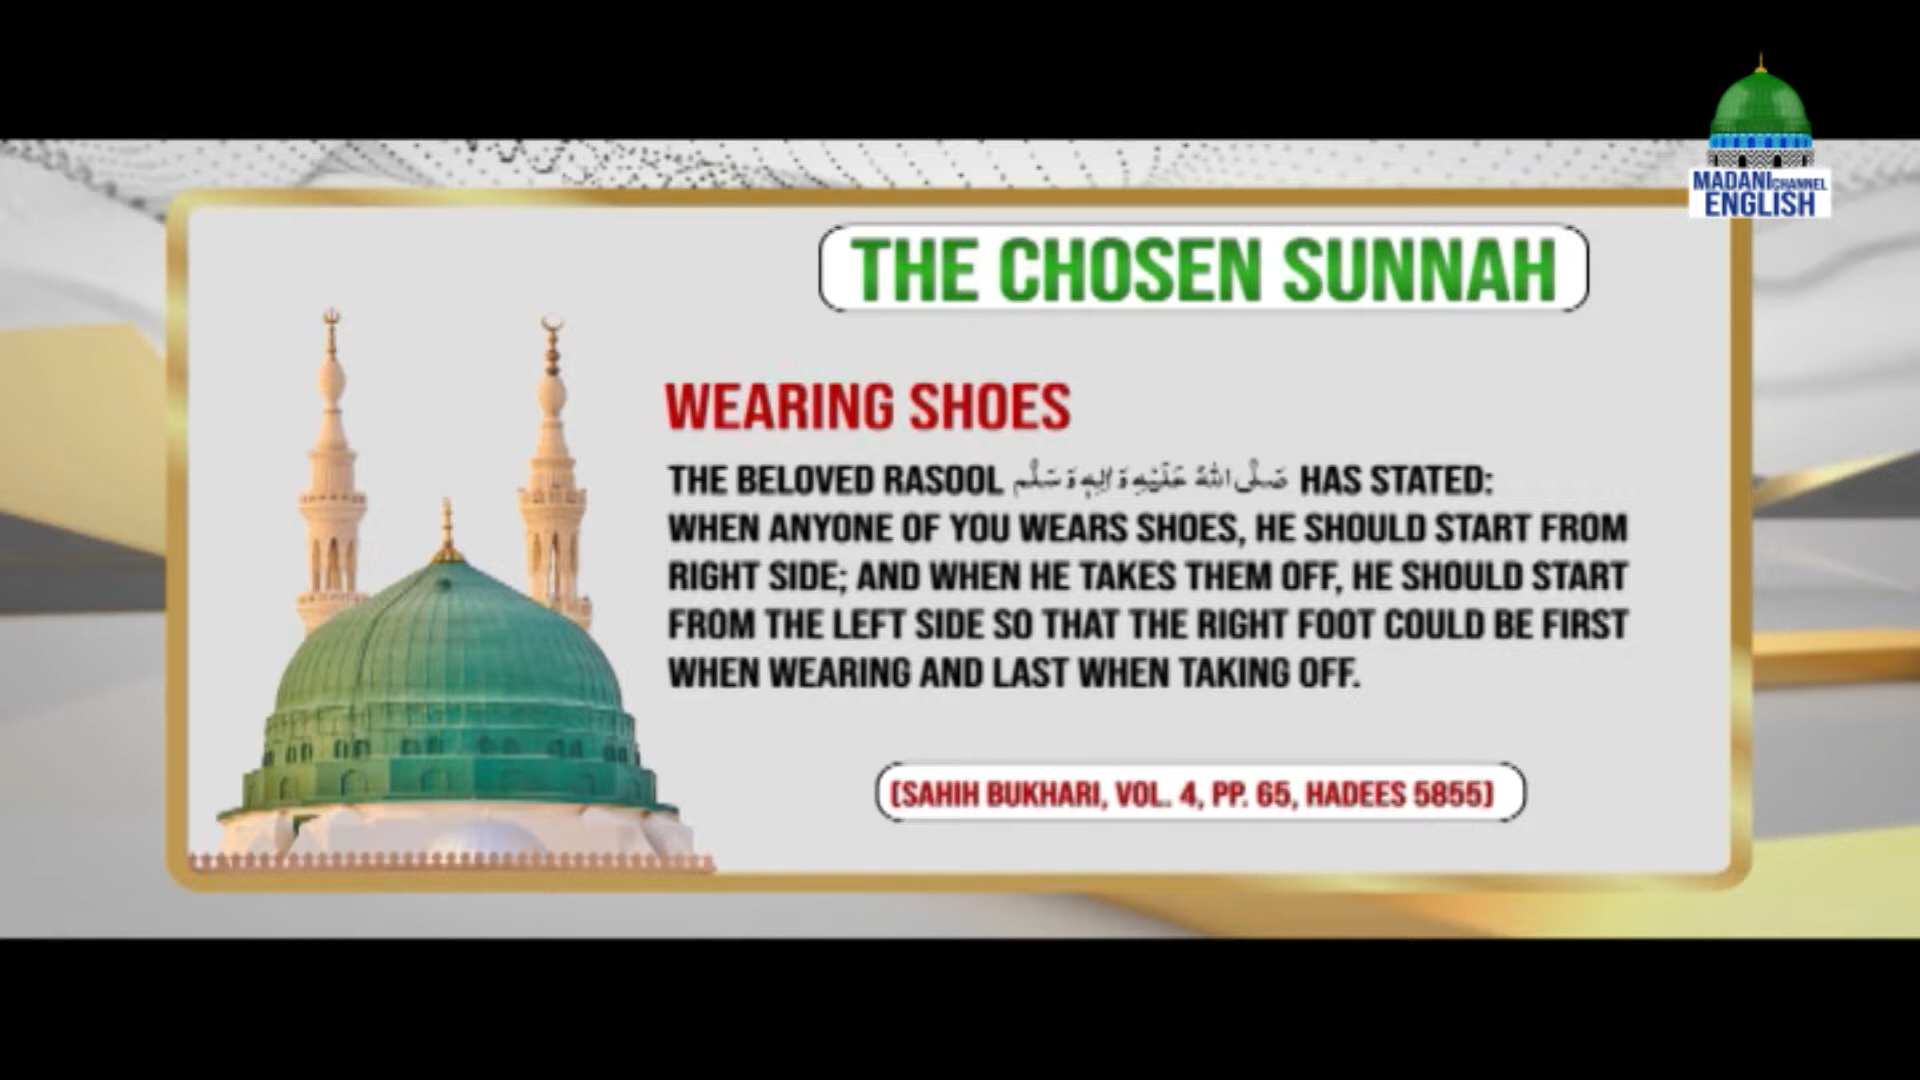 MADANI CHANNEL
ENGLISH
THE CHOSEN SUNNAH
WEARING SHOES
THE BELOVED RASOOL صَلَّى اللهُ عَلَيْهِ وَاٰلِهٖ وَسَلَّم HAS STATED:
WHEN ANYONE OF YOU WEARS SHOES, HE SHOULD START FROM
RIGHT SIDE; AND WHEN HE TAKES THEM OFF, HE SHOULD START
FROM THE LEFT SIDE SO THAT THE RIGHT FOOT COULD BE FIRST
WHEN WEARING AND LAST WHEN TAKING OFF.
(SAHIH BUKHARI, VOL. 4, PP. 65, HADEES 5855)